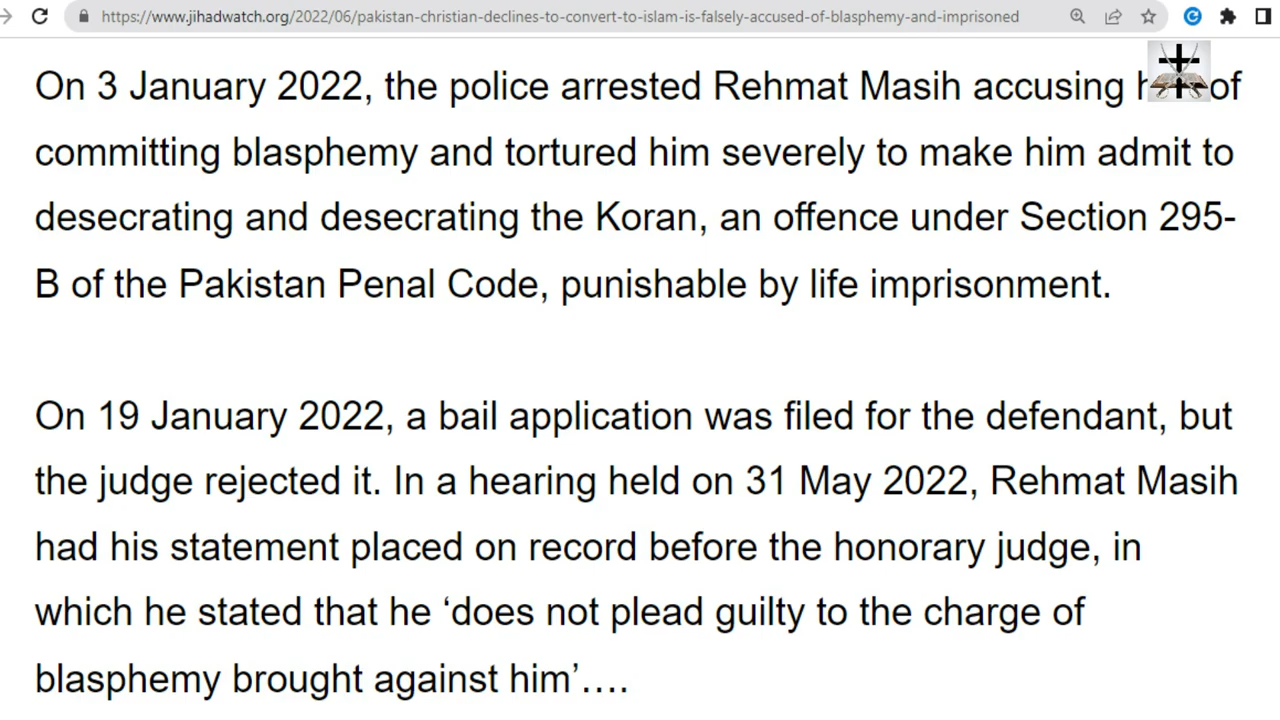 https://www.jihadwatch.org/2022/06/pakistan-christian-declines-to-convert-to-islam-is-falsely-accused-of-blasphemy-and-imprisoned
On 3 January 2022, the police arrested Rehmat Masih accusing of
committing blasphemy and tortured him severely to make him admit to
desecrating and desecrating the Koran, an offence under Section 295-
B of the Pakistan Penal Code, punishable by life imprisonment.
On 19 January 2022, a bail application was filed for the defendant, but
the judge rejected it. In a hearing held on 31 May 2022, Rehmat Masih
had his statement placed on record before the honorary judge, in
which he stated that he ‘does not plead guilty to the charge of
blasphemy brought against him’….